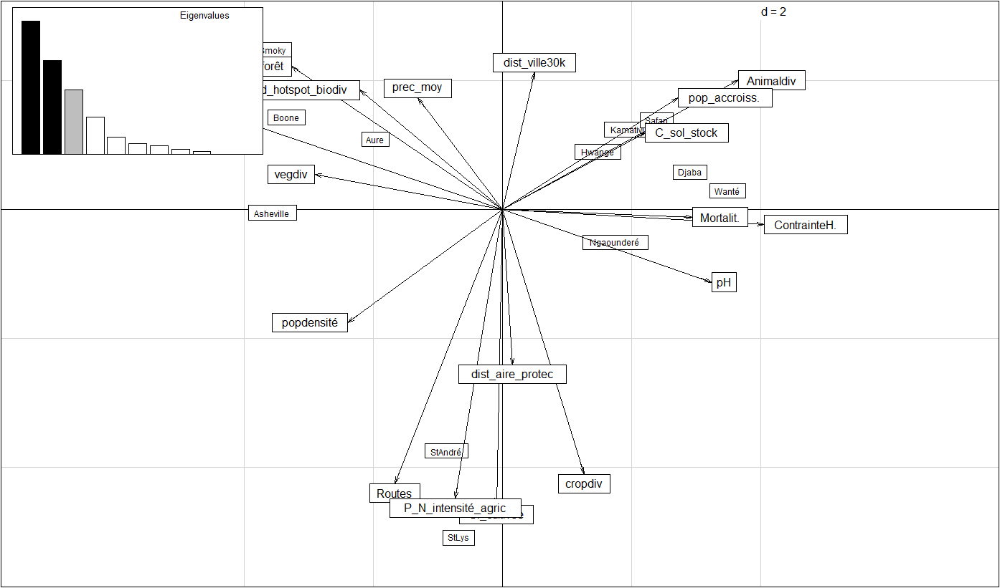 Eigenvalues
d = 2
Smoky
forêt
dist_ville30k
d_hotspot_biodiv
prec_moy
Animaldiv
pop_accroiss.
Boone
Safari
Kamativ
C_sol_stock
Aure
Hwange
vegdiv
Djaba
Wanté
Asheville
Mortalit.
ContrainteH.
Ngaounderé
pH
popdensité
dist_aire_protec
StAndré
cropdiv
Routes
P_N_intensité_agric
StLys